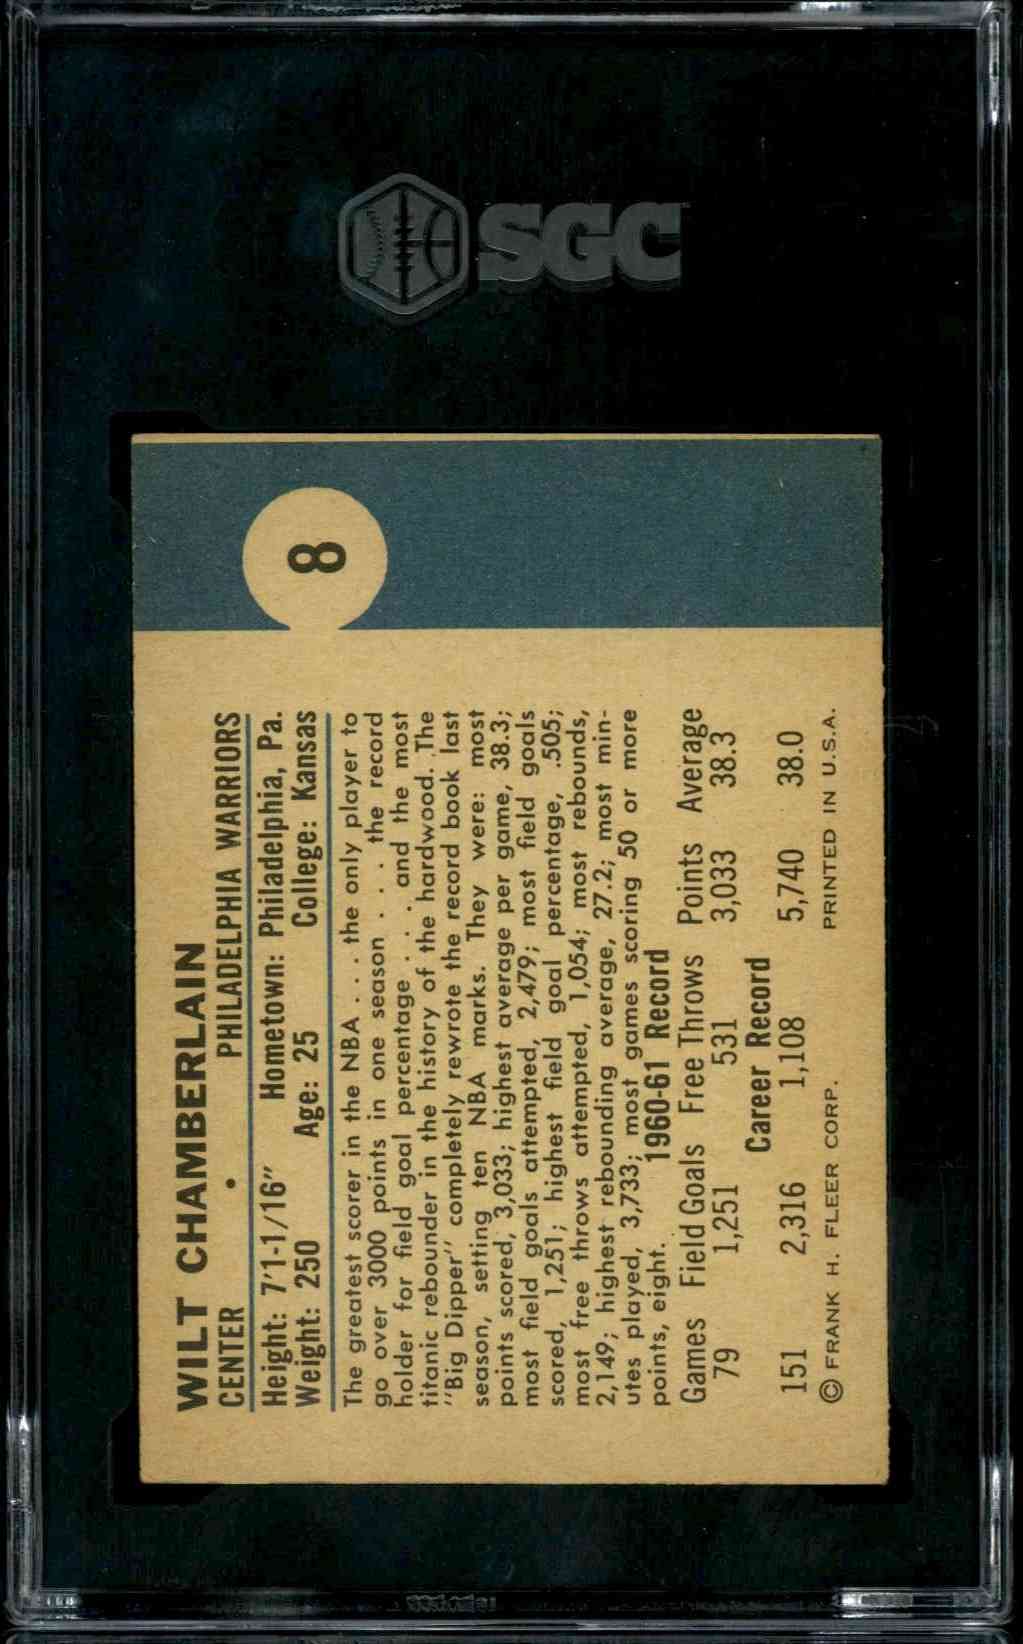 SGC
8
WILT CHAMBERLAIN
CENTER • PHILADELPHIA WARRIORS
Height: 7'1-1/16" Hometown: Philadelphia, Pa.
Weight: 250 Age: 25 College: Kansas
The greatest scorer in the NBA . . . the only player to
go over 3000 points in one season . . . the record
holder for field goal percentage . . . and the most
titanic rebounder in the history of the hardwood. The
"Big Dipper" completely rewrote the record book last
season, setting ten NBA marks. They were: most
points scored, 3,033; highest average per game, 38.3;
most field goals attempted, 2,479; most field goals
scored, 1,251; highest field goal percentage, .505;
most free throws attempted, 1,054; most rebounds,
2,149; highest rebounding average, 27.2; most min-
utes played, 3,733; most games scoring 50 or more
points, eight.
1960-61 Record
Games Field Goals Free Throws Points Average
79 1,251 531 3,033 38.3
Career Record
151 2,316 1,108 5,740 38.0
© FRANK H. FLEER CORP. PRINTED IN U.S.A.